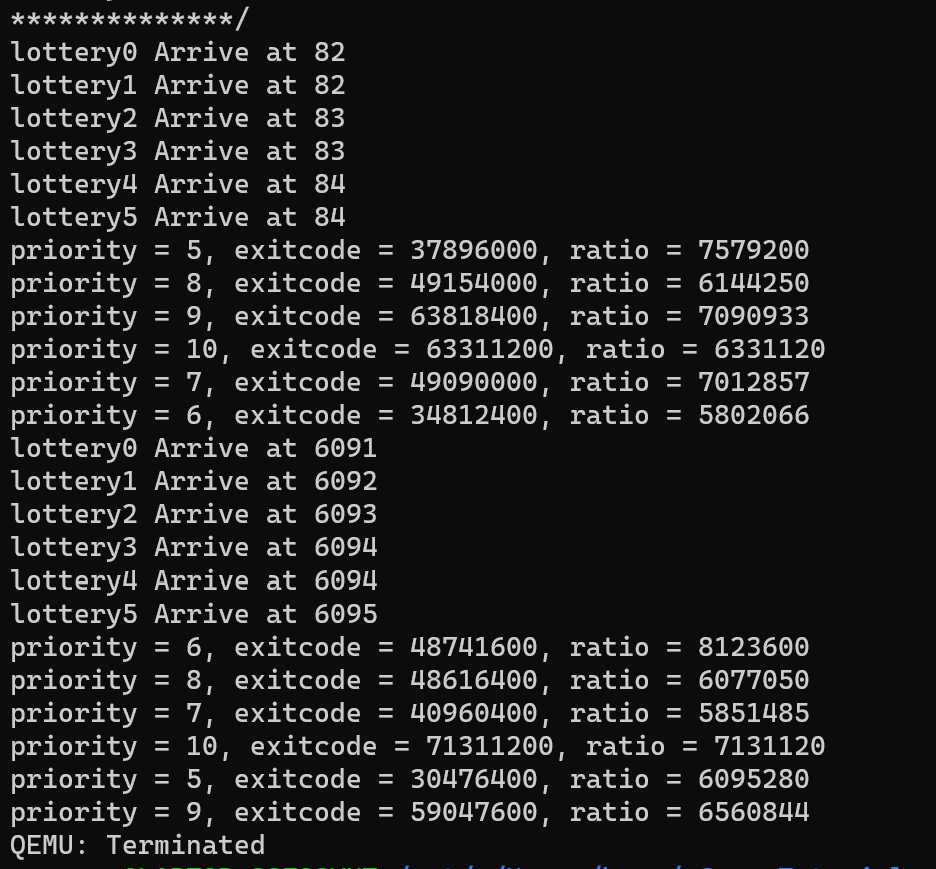 **************/
lottery0 Arrive at 82
lottery1 Arrive at 82
lottery2 Arrive at 83
lottery3 Arrive at 83
lottery4 Arrive at 84
lottery5 Arrive at 84
priority = 5, exitcode = 37896000, ratio = 7579200
priority = 8, exitcode = 49154000, ratio = 6144250
priority = 9, exitcode = 63818400, ratio = 7090933
priority = 10, exitcode = 63311200, ratio = 6331120
priority = 7, exitcode = 49090000, ratio = 7012857
priority = 6, exitcode = 34812400, ratio = 5802066
lottery0 Arrive at 6091
lottery1 Arrive at 6092
lottery2 Arrive at 6093
lottery3 Arrive at 6094
lottery4 Arrive at 6094
lottery5 Arrive at 6095
priority = 6, exitcode = 48741600, ratio = 8123600
priority = 8, exitcode = 48616400, ratio = 6077050
priority = 7, exitcode = 40960400, ratio = 5851485
priority = 10, exitcode = 71311200, ratio = 7131120
priority = 5, exitcode = 30476400, ratio = 6095280
priority = 9, exitcode = 59047600, ratio = 6560844
QEMU: Terminated